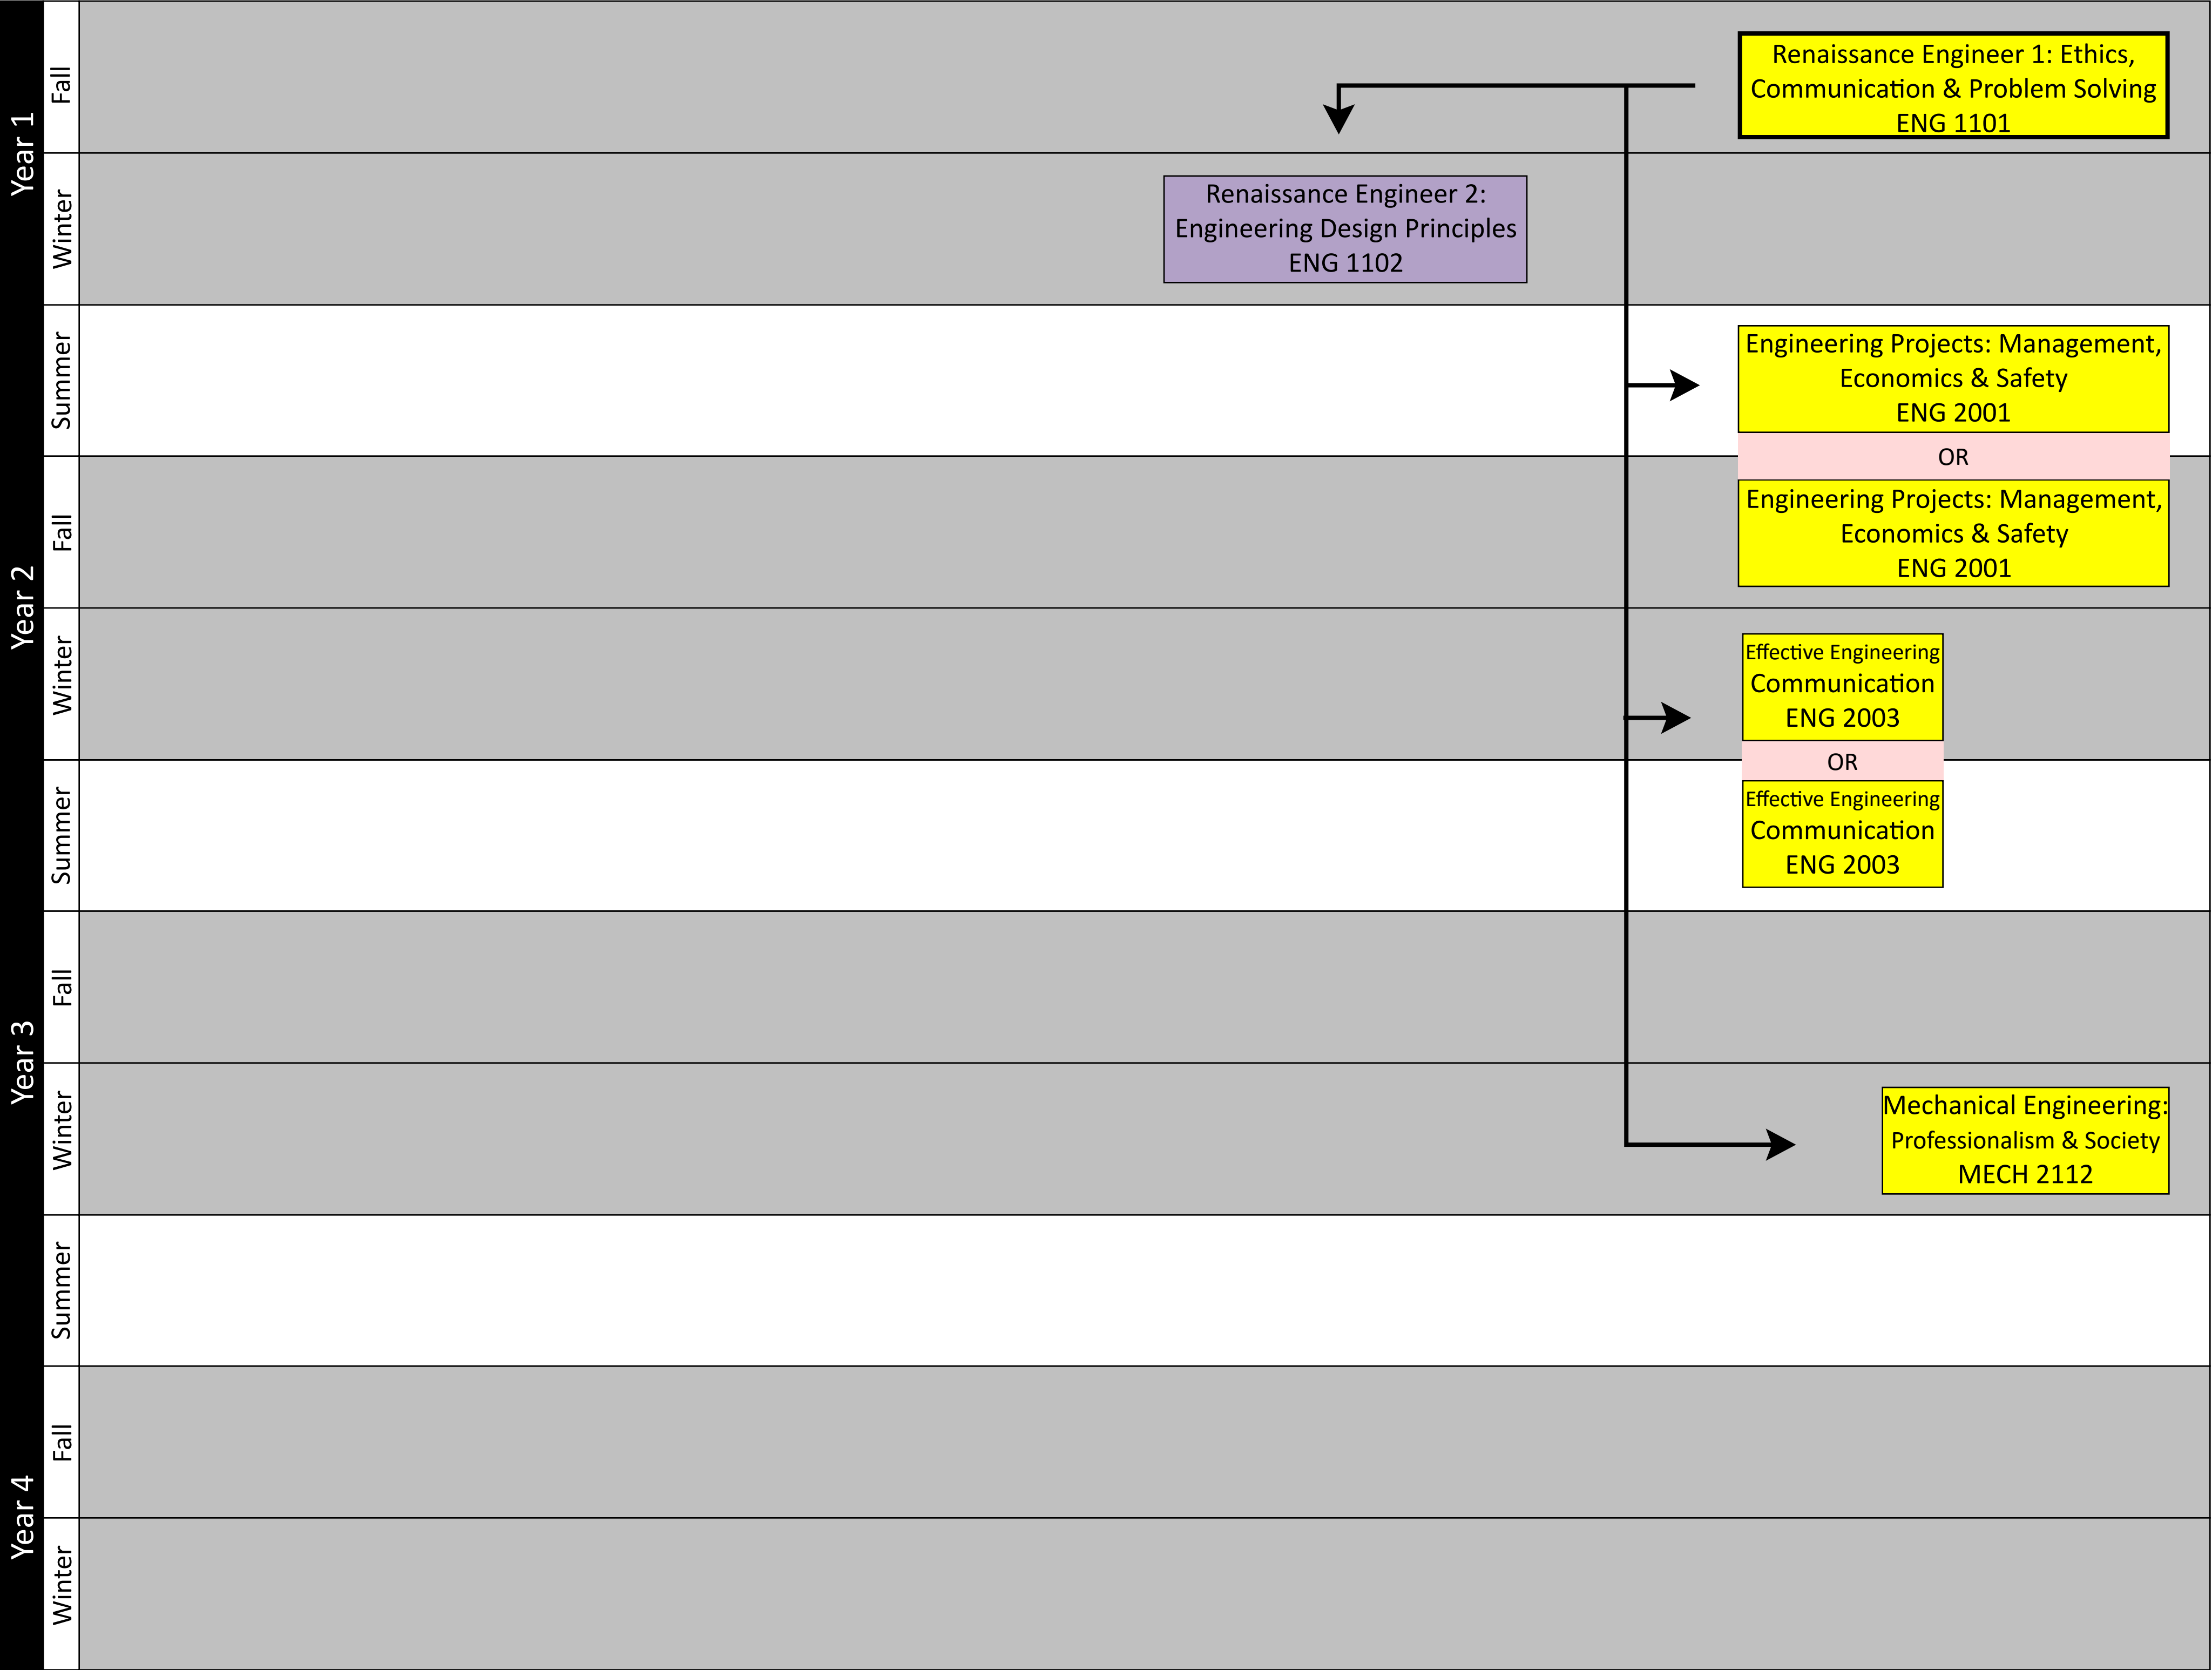 Year 1
Fall
Renaissance Engineer 1: Ethics,
Communication & Problem Solving
ENG 1101
Winter
Renaissance Engineer 2:
Engineering Design Principles
ENG 1102
Summer
Engineering Projects: Management,
Economics & Safety
ENG 2001
OR
Year 2
Fall
Engineering Projects: Management,
Economics & Safety
ENG 2001
Winter
Effective Engineering
Communication
ENG 2003
OR
Summer
Effective Engineering
Communication
ENG 2003
Year 3
Fall
Winter
Mechanical Engineering:
Professionalism & Society
MECH 2112
Summer
Year 4
Fall
Winter